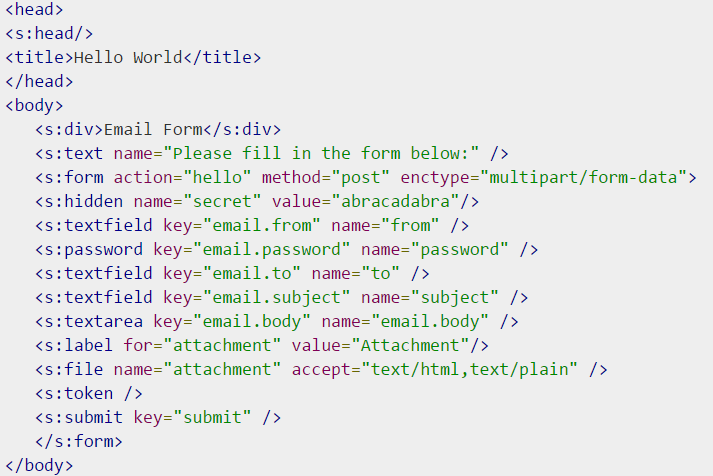 <head>
<s:head/>
<title>Hello World</title>
</head>
<body>
<s:div>Email Form</s:div>
<s:text name="Please fill in the form below:" />
<s:form action="hello" method="post" enctype="multipart/form-data">
<s:hidden name="secret" value="abracadabra"/>
<s:textfield key="email.from" name="from" />
<s:password key="email.password" name="password" />
<s:textfield key="email.to" name="to" />
<s:textfield key="email.subject" name="subject" />
<s:textarea key="email.body" name="email.body" />
<s:label for="attachment" value="Attachment"/>
<s:file name="attachment" accept="text/html,text/plain" />
<s:token />
<s:submit key="submit" />
</s:form>
</body>